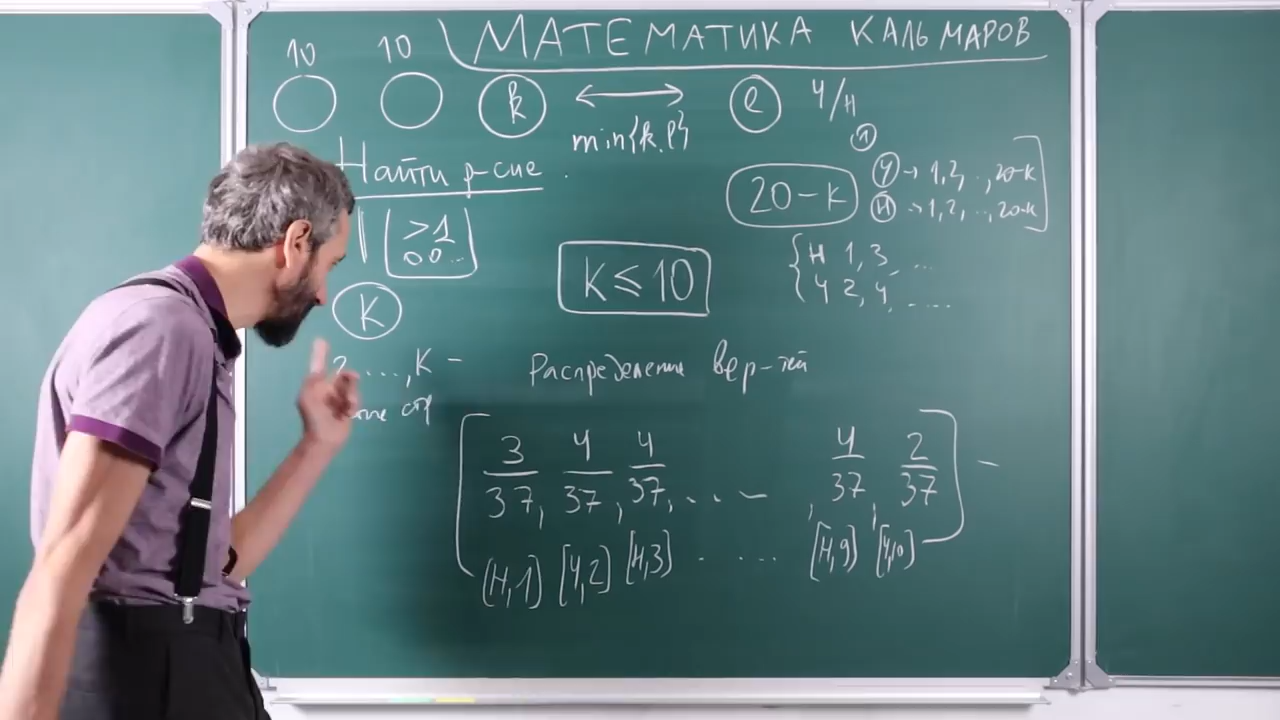 МАТЕМАТИКА КАЛЬМАРОВ
10 10
k ⟷ e Ч/Н
min{k,e}
Найти р-сие.
>1
00...
K
2, ..., K –
K ≤ 10
20-K
Л
Ч → 1,2,...,20-K
Н → 1,2,...,20-K
Н 1,3, ...
Ч 2,4, ....
Распределение вер-тей
3/37, 4/37, 4/37, ... , 4/37, 2/37 –
[Н,1] [Ч,2] [Н,3] . ... [Н,9] [Ч,10]